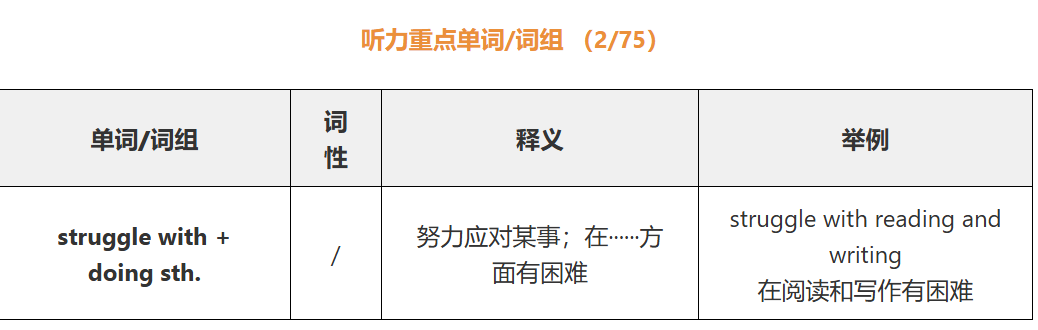 听力重点单词/词组 （2/75）
单词/词组
词
性
释义
举例
struggle with +
doing sth.
/
努力应对某事；在······方
面有困难
struggle with reading and
writing
在阅读和写作有困难